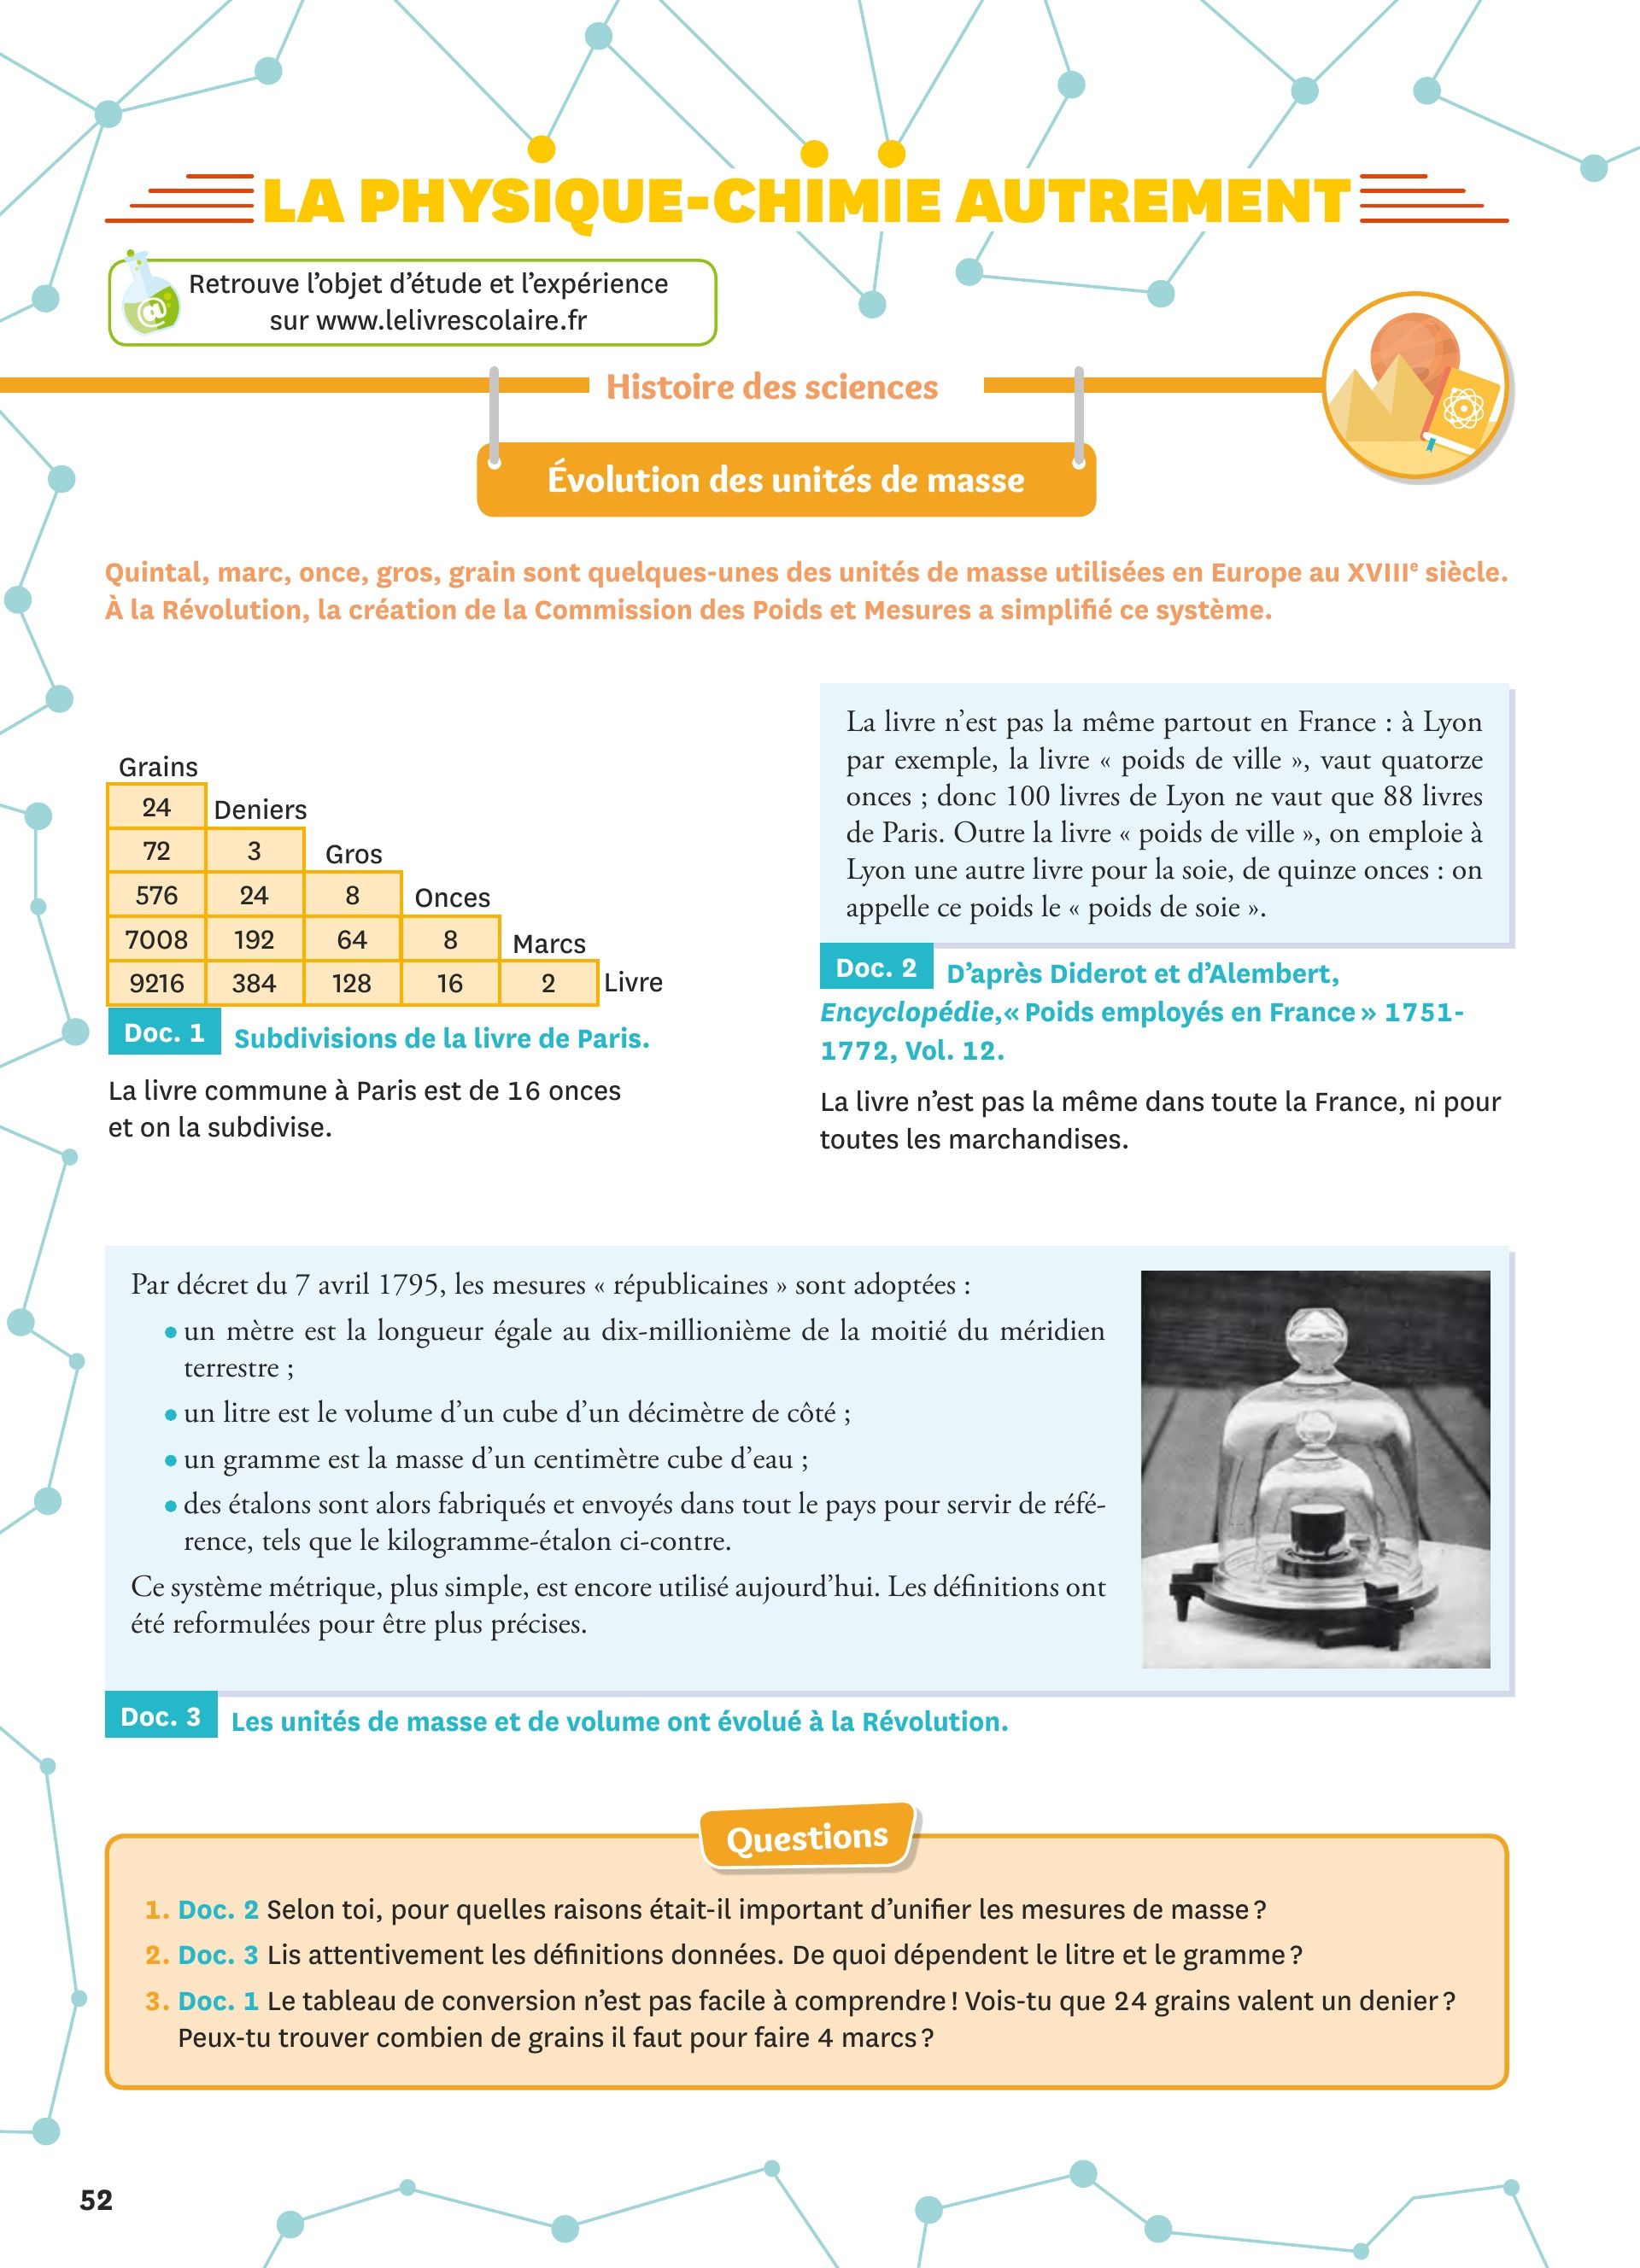 LA PHYSIQUE-CHIMIE AUTREMENT
@
Retrouve l'objet d'étude et l'expérience
sur www.lelivrescolaire.fr
Histoire des sciences
Évolution des unités de masse
Quintal, marc, once, gros, grain sont quelques-unes des unités de masse utilisées en Europe au XVIIIe siècle.
À la Révolution, la création de la Commission des Poids et Mesures a simplifié ce système.
Grains
24 Deniers
72 3 Gros
576 24 8 Onces
7008 192 64 8 Marcs
9216 384 128 16 2 Livre
Doc. 1 Subdivisions de la livre de Paris.
La livre commune à Paris est de 16 onces
et on la subdivise.
La livre n'est pas la même partout en France : à Lyon
par exemple, la livre « poids de ville », vaut quatorze
onces ; donc 100 livres de Lyon ne vaut que 88 livres
de Paris. Outre la livre « poids de ville », on emploie à
Lyon une autre livre pour la soie, de quinze onces : on
appelle ce poids le « poids de soie ».
Doc. 2 D'après Diderot et d'Alembert,
Encyclopédie,« Poids employés en France » 1751-
1772, Vol. 12.
La livre n'est pas la même dans toute la France, ni pour
toutes les marchandises.
Par décret du 7 avril 1795, les mesures « républicaines » sont adoptées :
• un mètre est la longueur égale au dix-millionième de la moitié du méridien
terrestre ;
• un litre est le volume d'un cube d'un décimètre de côté ;
• un gramme est la masse d'un centimètre cube d'eau ;
• des étalons sont alors fabriqués et envoyés dans tout le pays pour servir de réfé-
rence, tels que le kilogramme-étalon ci-contre.
Ce système métrique, plus simple, est encore utilisé aujourd'hui. Les définitions ont
été reformulées pour être plus précises.
Doc. 3 Les unités de masse et de volume ont évolué à la Révolution.
Questions
1. Doc. 2 Selon toi, pour quelles raisons était-il important d'unifier les mesures de masse ?
2. Doc. 3 Lis attentivement les définitions données. De quoi dépendent le litre et le gramme ?
3. Doc. 1 Le tableau de conversion n'est pas facile à comprendre ! Vois-tu que 24 grains valent un denier ?
Peux-tu trouver combien de grains il faut pour faire 4 marcs ?
52